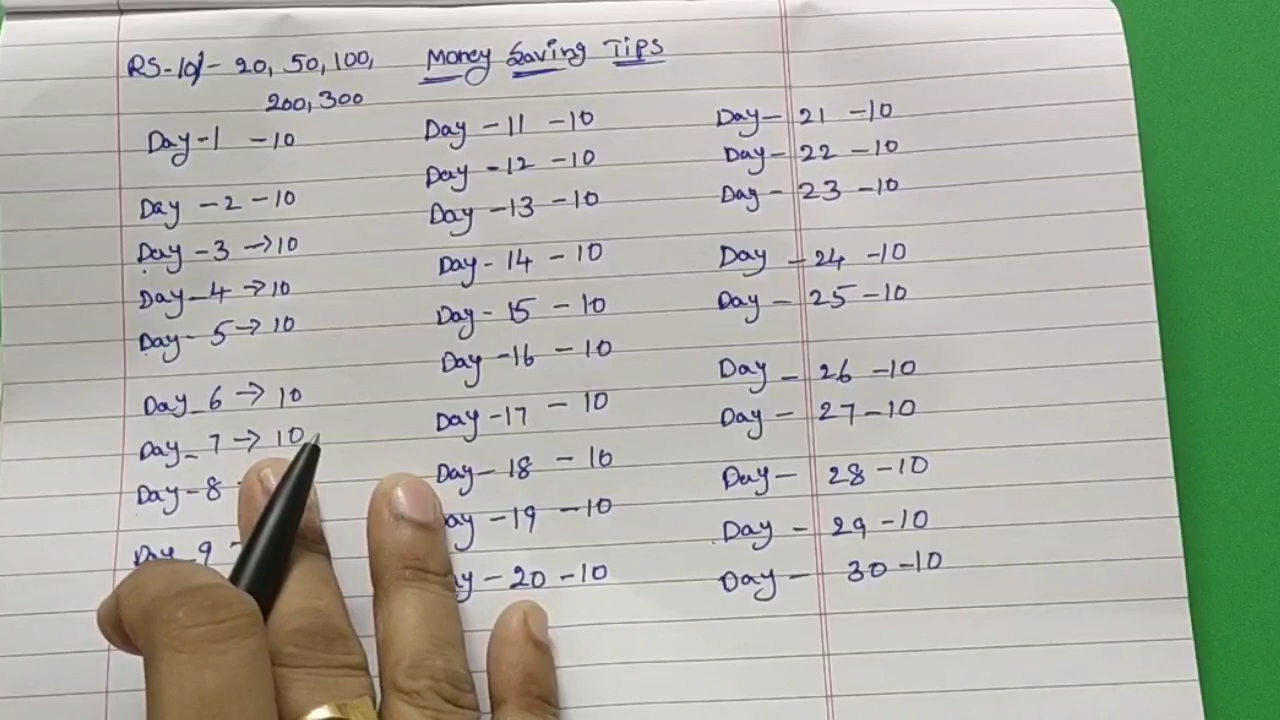 RS-10/- 20, 50, 100,
200, 300
Money Saving Tips
Day-1 -10
Day -2 -10
Day -3 →10
Day-4 →10
Day-5→ 10
Day-6 → 10
Day-7 → 10
Day-8
Day-9 -
Day -11 -10
Day -12 -10
Day -13 -10
Day-14 -10
Day-15 -10
Day -16 -10
Day-17 -10
Day-18 -10
ay -19 -10
ay -20 -10
Day- 21 -10
Day- 22 -10
Day-23 -10
Day -24 -10
Day -25 -10
Day -26 -10
Day - 27-10
Day- 28 -10
Day - 29 -10
Day - 30 -10